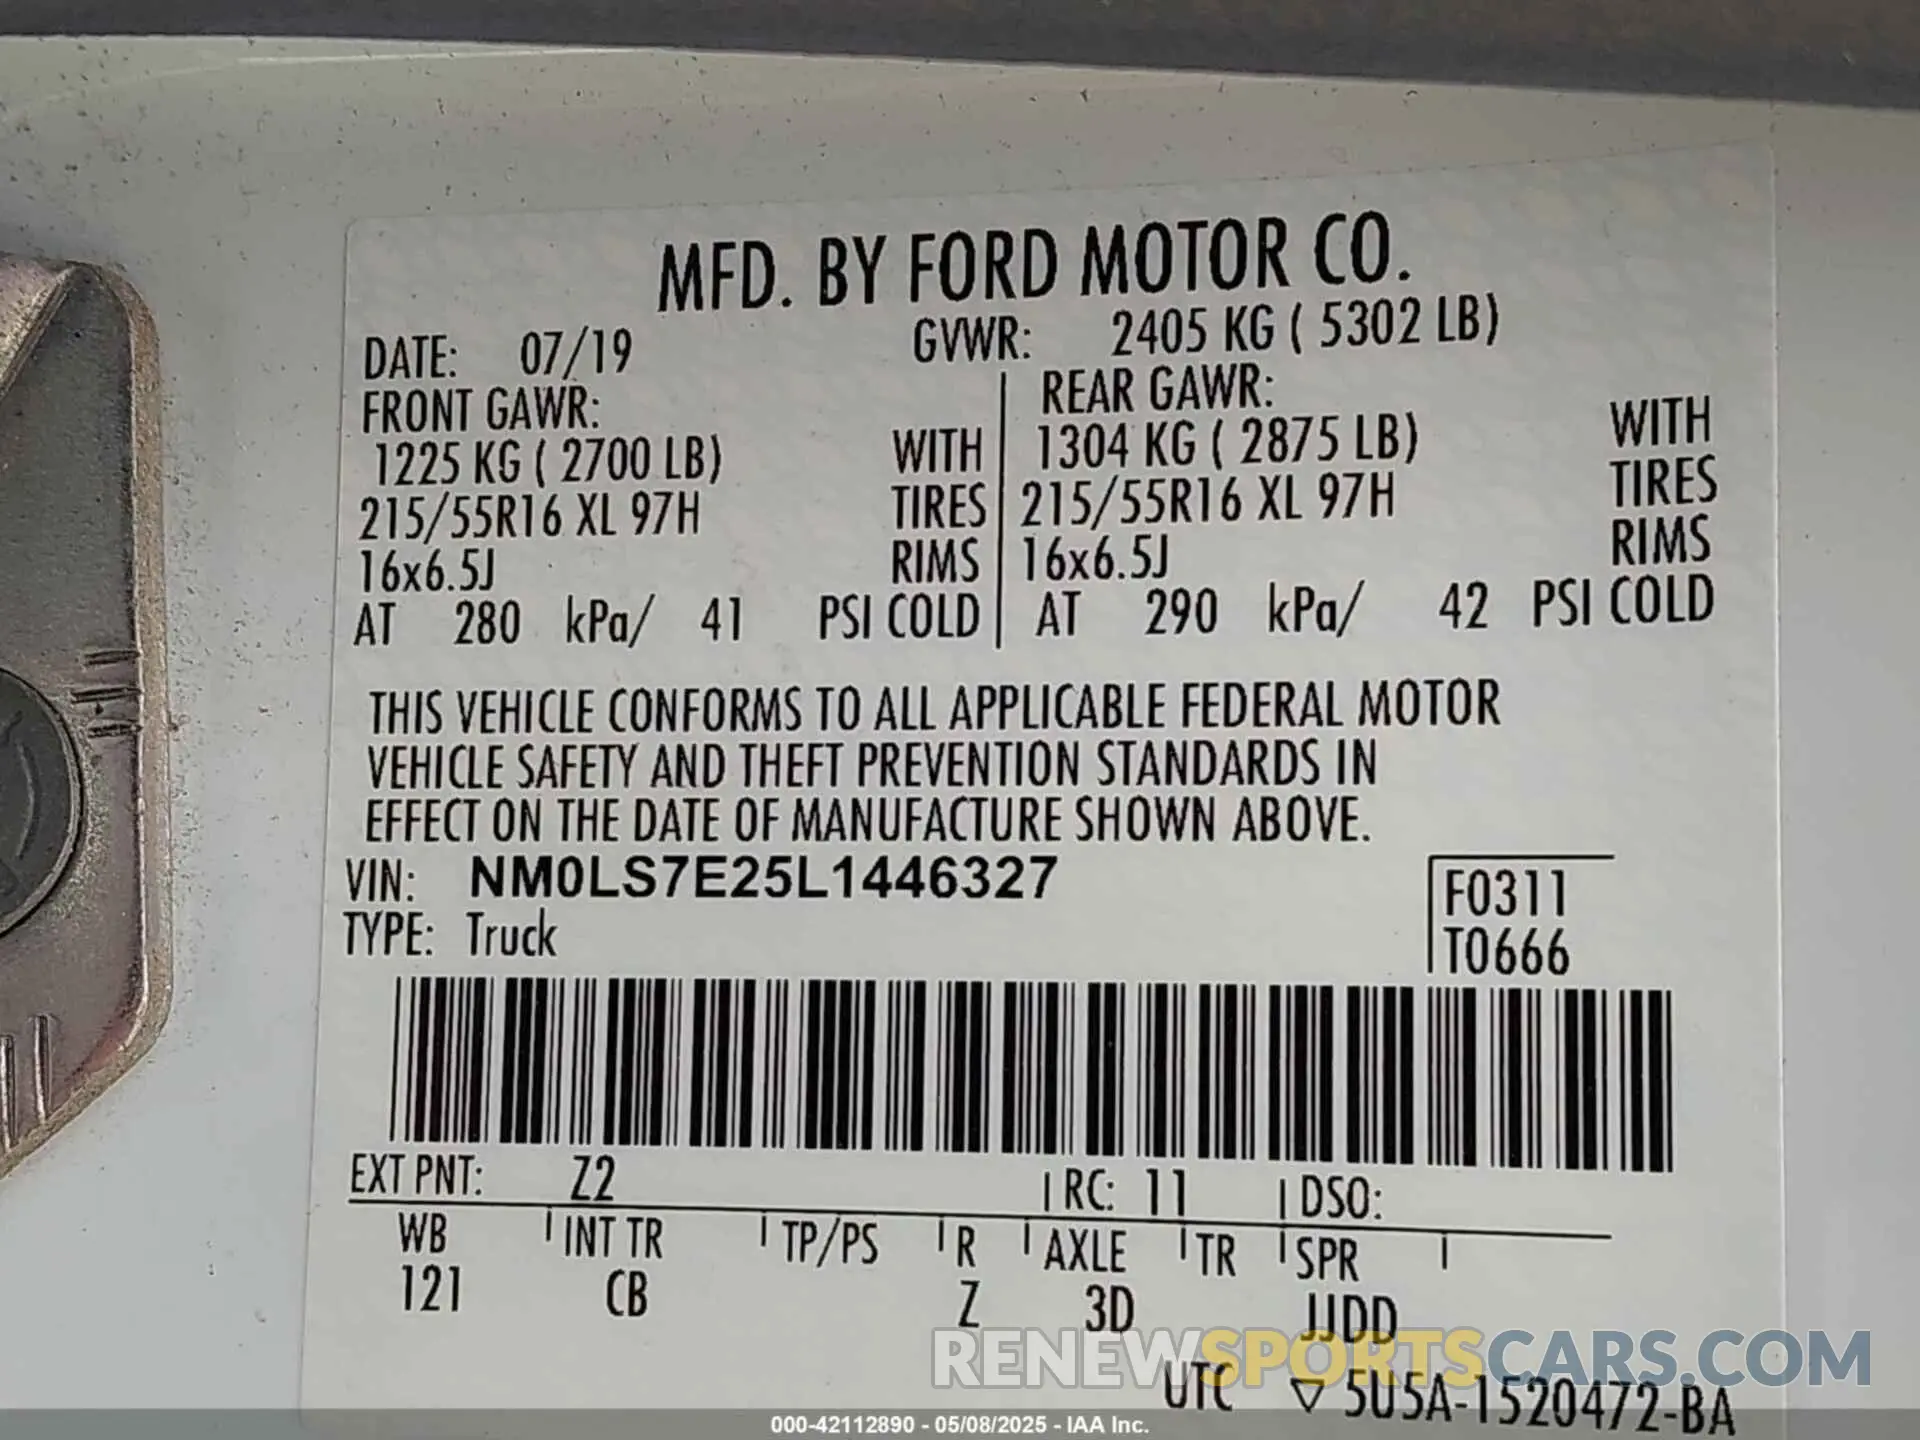 MFD. BY FORD MOTOR CO.
DATE: 07/19 GVWR: 2405 KG ( 5302 LB)
FRONT GAWR: REAR GAWR:
1225 KG ( 2700 LB) WITH 1304 KG ( 2875 LB) WITH
215/55R16 XL 97H TIRES 215/55R16 XL 97H TIRES
16x6.5J RIMS 16x6.5J RIMS
AT 280 kPa/ 41 PSI COLD AT 290 kPa/ 42 PSI COLD
THIS VEHICLE CONFORMS TO ALL APPLICABLE FEDERAL MOTOR
VEHICLE SAFETY AND THEFT PREVENTION STANDARDS IN
EFFECT ON THE DATE OF MANUFACTURE SHOWN ABOVE.
VIN: NM0LS7E25L1446327 F0311
TYPE: Truck T0666
EXT PNT: Z2 RC: 11 DSO:
WB INT TR TP/PS R AXLE TR SPR
121 CB Z 3D JJDD
RENEWSPORTSCARS.COM
UTC ▽ 5U5A-1520472-BA
000-42112890 - 05/08/2025 - IAA Inc.